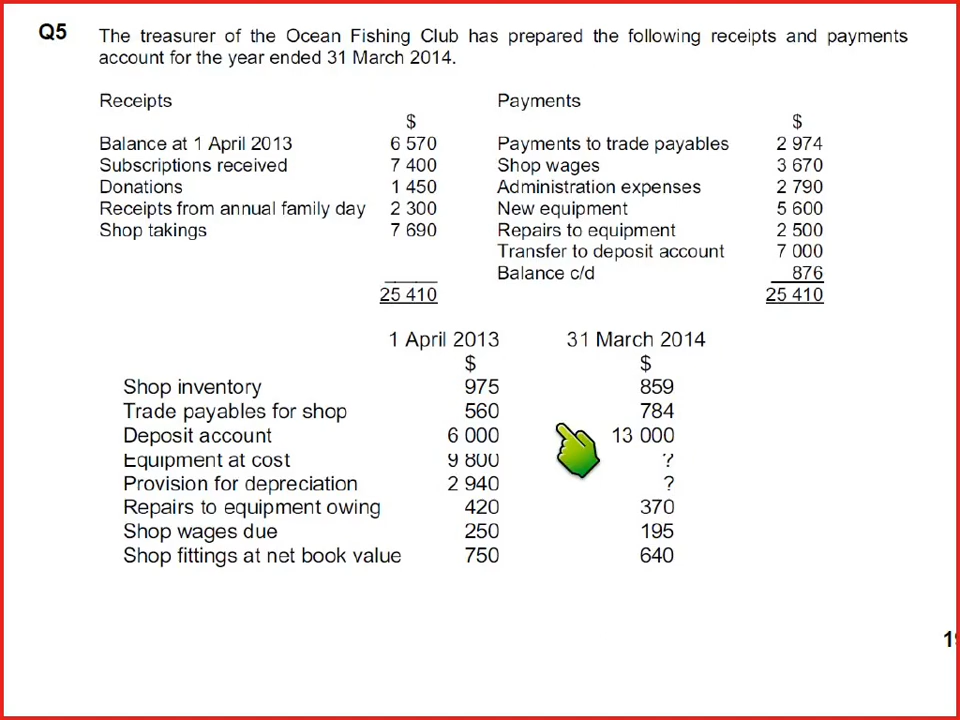 Q5 The treasurer of the Ocean Fishing Club has prepared the following receipts and payments
account for the year ended 31 March 2014.
Receipts Payments
$ $
Balance at 1 April 2013 6 570 Payments to trade payables 2 974
Subscriptions received 7 400 Shop wages 3 670
Donations 1 450 Administration expenses 2 790
Receipts from annual family day 2 300 New equipment 5 600
Shop takings 7 690 Repairs to equipment 2 500
Transfer to deposit account 7 000
Balance c/d 876
25 410 25 410
1 April 2013 31 March 2014
$ $
Shop inventory 975 859
Trade payables for shop 560 784
Deposit account 6 000 13 000
Equipment at cost 9 800 ?
Provision for depreciation 2 940 ?
Repairs to equipment owing 420 370
Shop wages due 250 195
Shop fittings at net book value 750 640